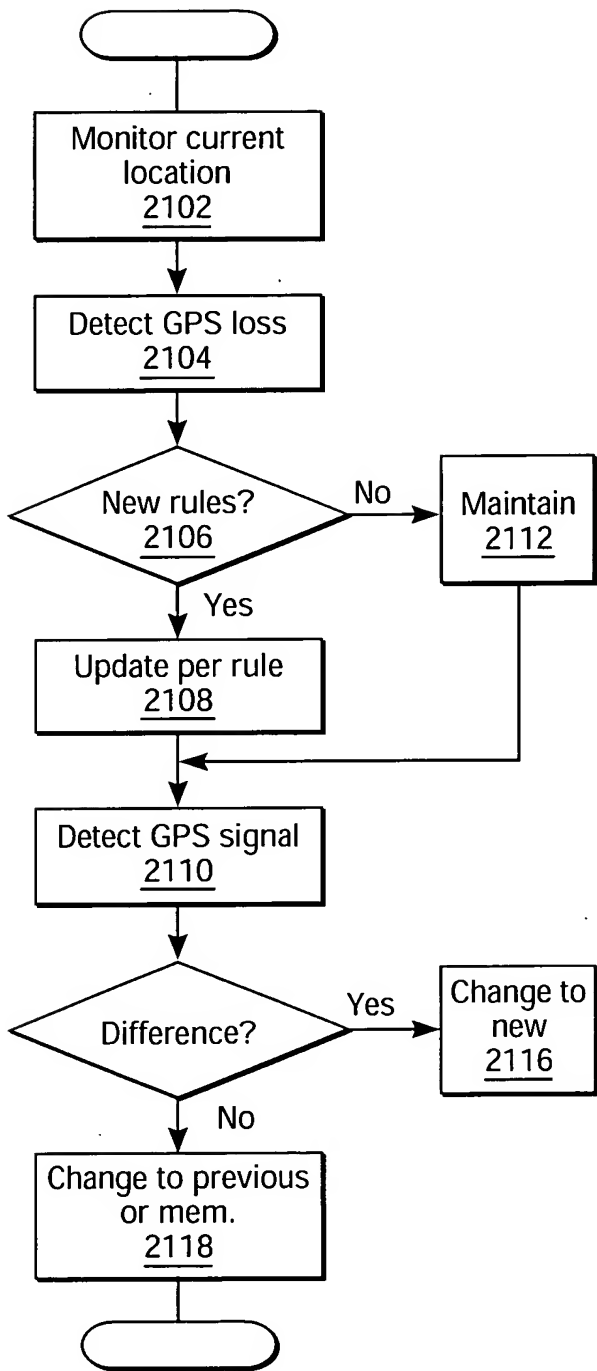 Monitor current
location
2102
Detect GPS loss
2104
New rules?
2106
No
Maintain
2112
Yes
Update per rule
2108
Detect GPS signal
2110
Difference?
Yes
Change to
new
2116
No
Change to previous
or mem.
2118